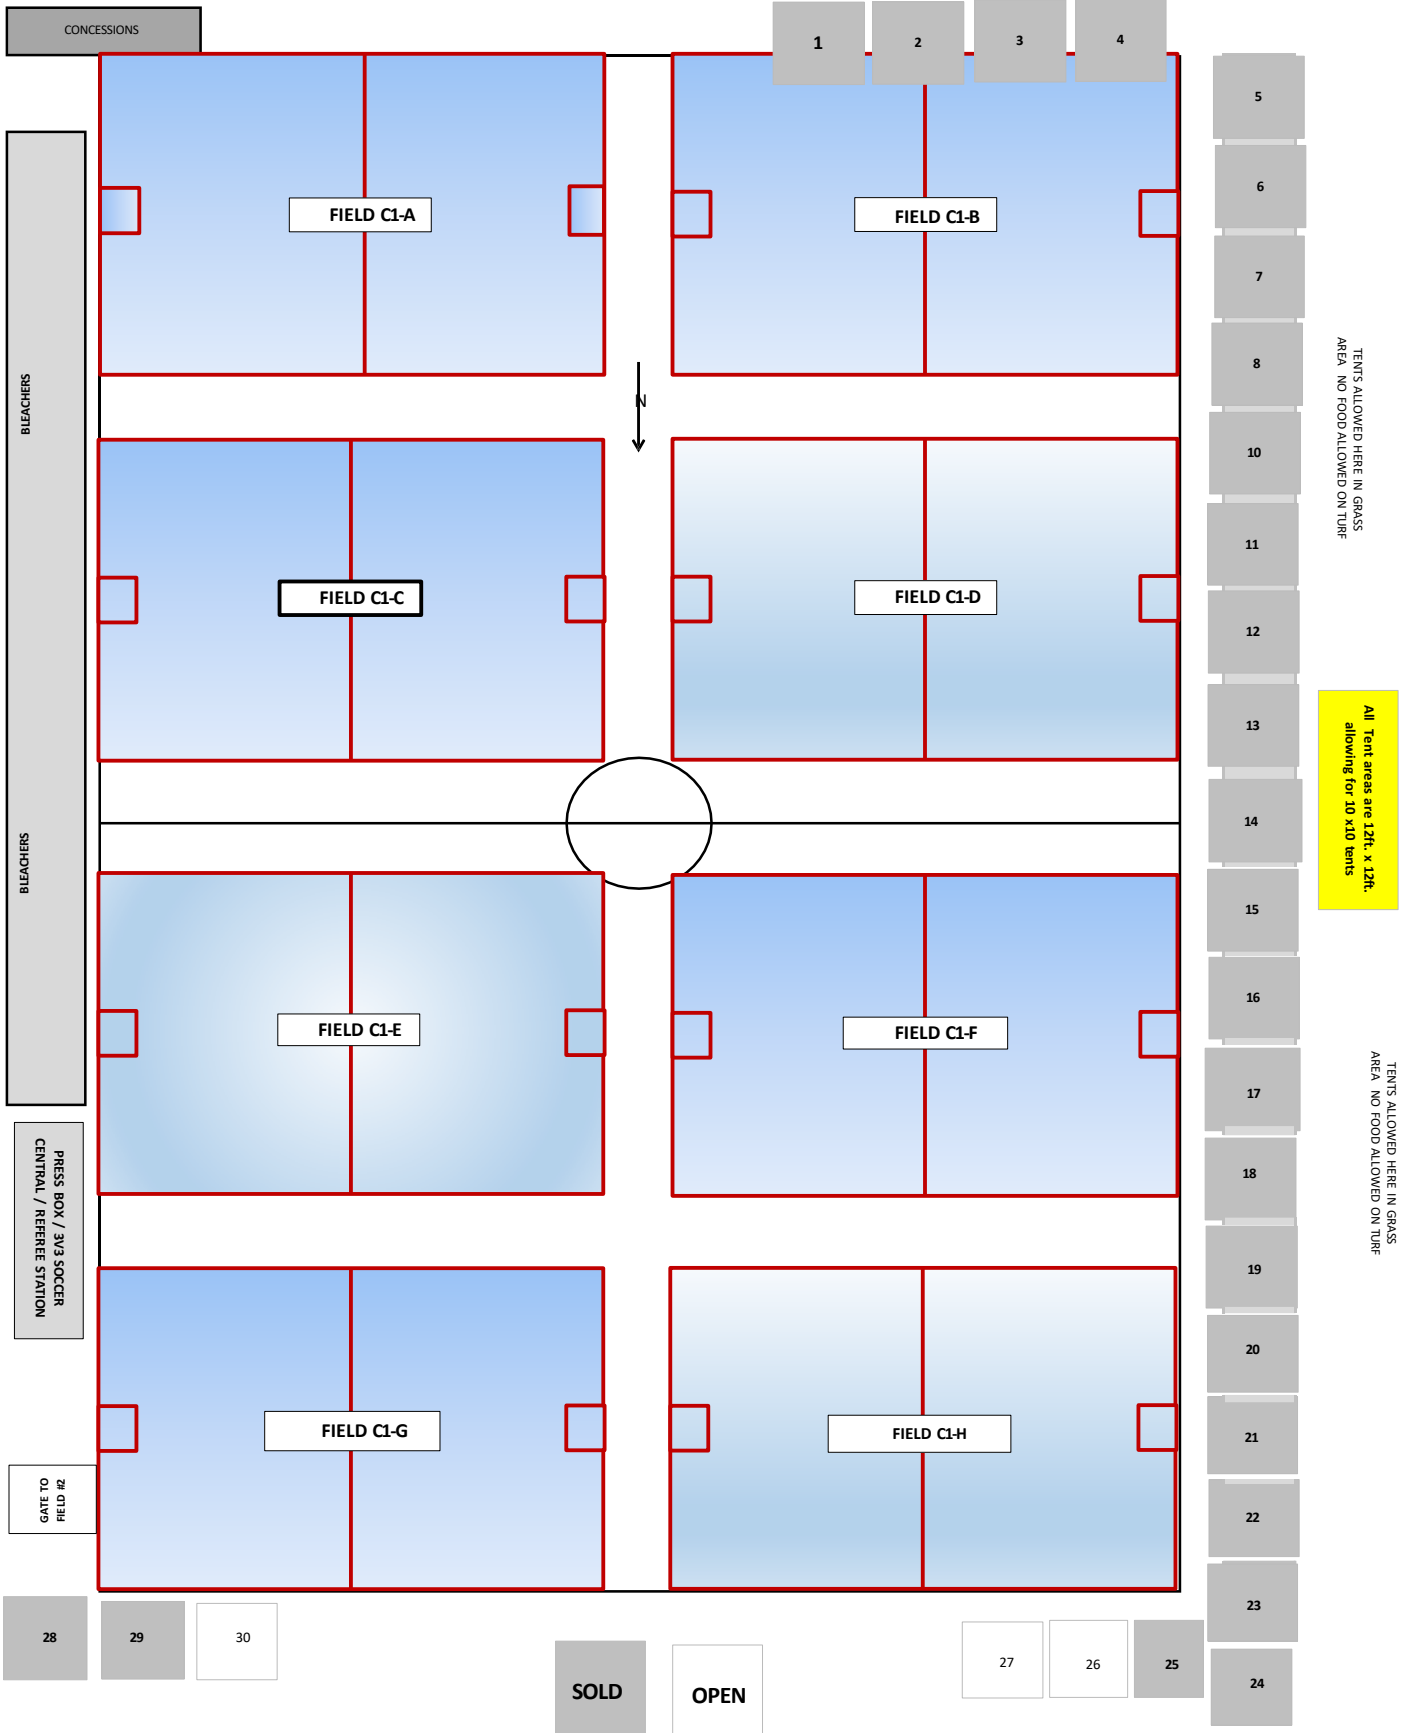 CONCESSIONS
1
2
3
4
5
6
7
8
10
11
12
13
14
15
16
17
18
19
20
21
22
23
24
25
26
27
28
29
30
FIELD C1-A
FIELD C1-B
N
FIELD C1-C
FIELD C1-D
FIELD C1-E
FIELD C1-F
FIELD C1-G
FIELD C1-H
BLEACHERS
BLEACHERS
PRESS BOX / 3V3 SOCCER
CENTRAL / REFEREE STATION
GATE TO
FIELD #2
TENTS ALLOWED HERE IN GRASS
AREA NO FOOD ALLOWED ON TURF
All Tent areas are 12ft. x 12ft.
allowing for 10 x10 tents
TENTS ALLOWED HERE IN GRASS
AREA NO FOOD ALLOWED ON TURF
SOLD
OPEN